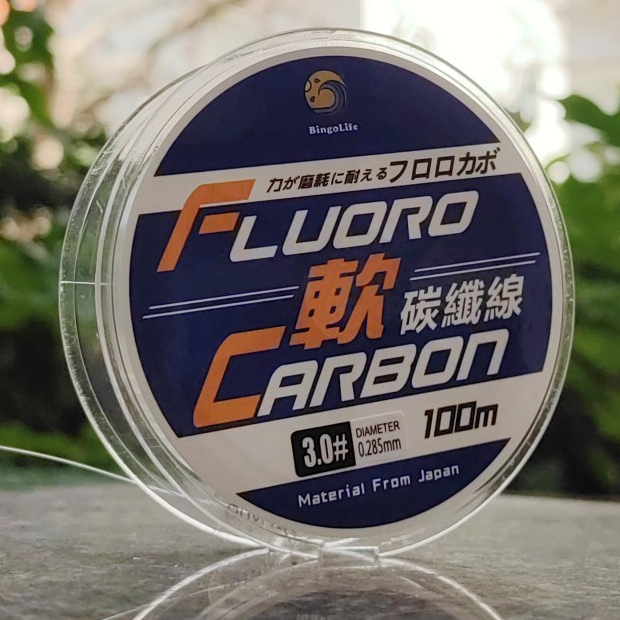 BingoLife
力が磨耗に耐えるフロロカボ
FLUORO
軟 碳纖線
CARBON
3.0# DIAMETER 0.285mm 100m
Material From Japan